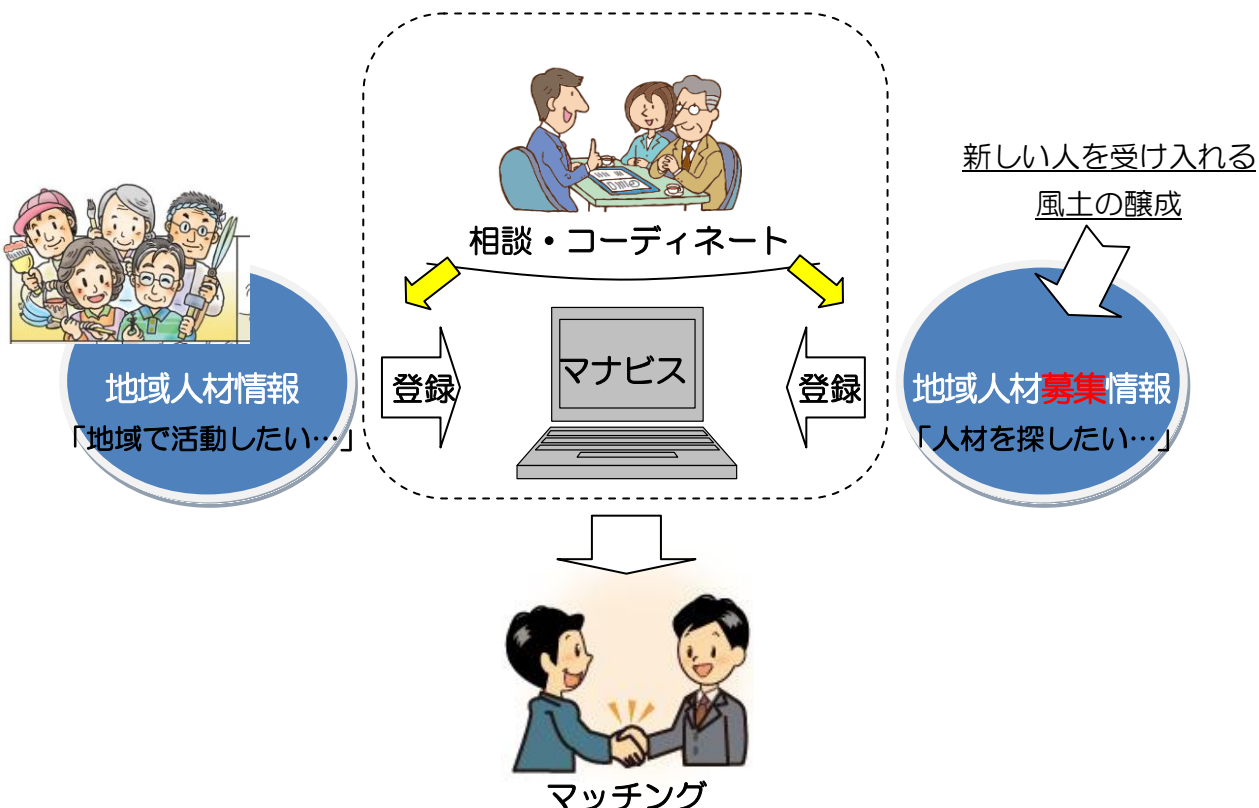 相談・コーディネート
新しい人を受け入れる
風土の醸成
マナビス
登録
登録
地域人材情報
「地域で活動したい…」
地域人材募集情報
「人材を探したい…」
マッチング